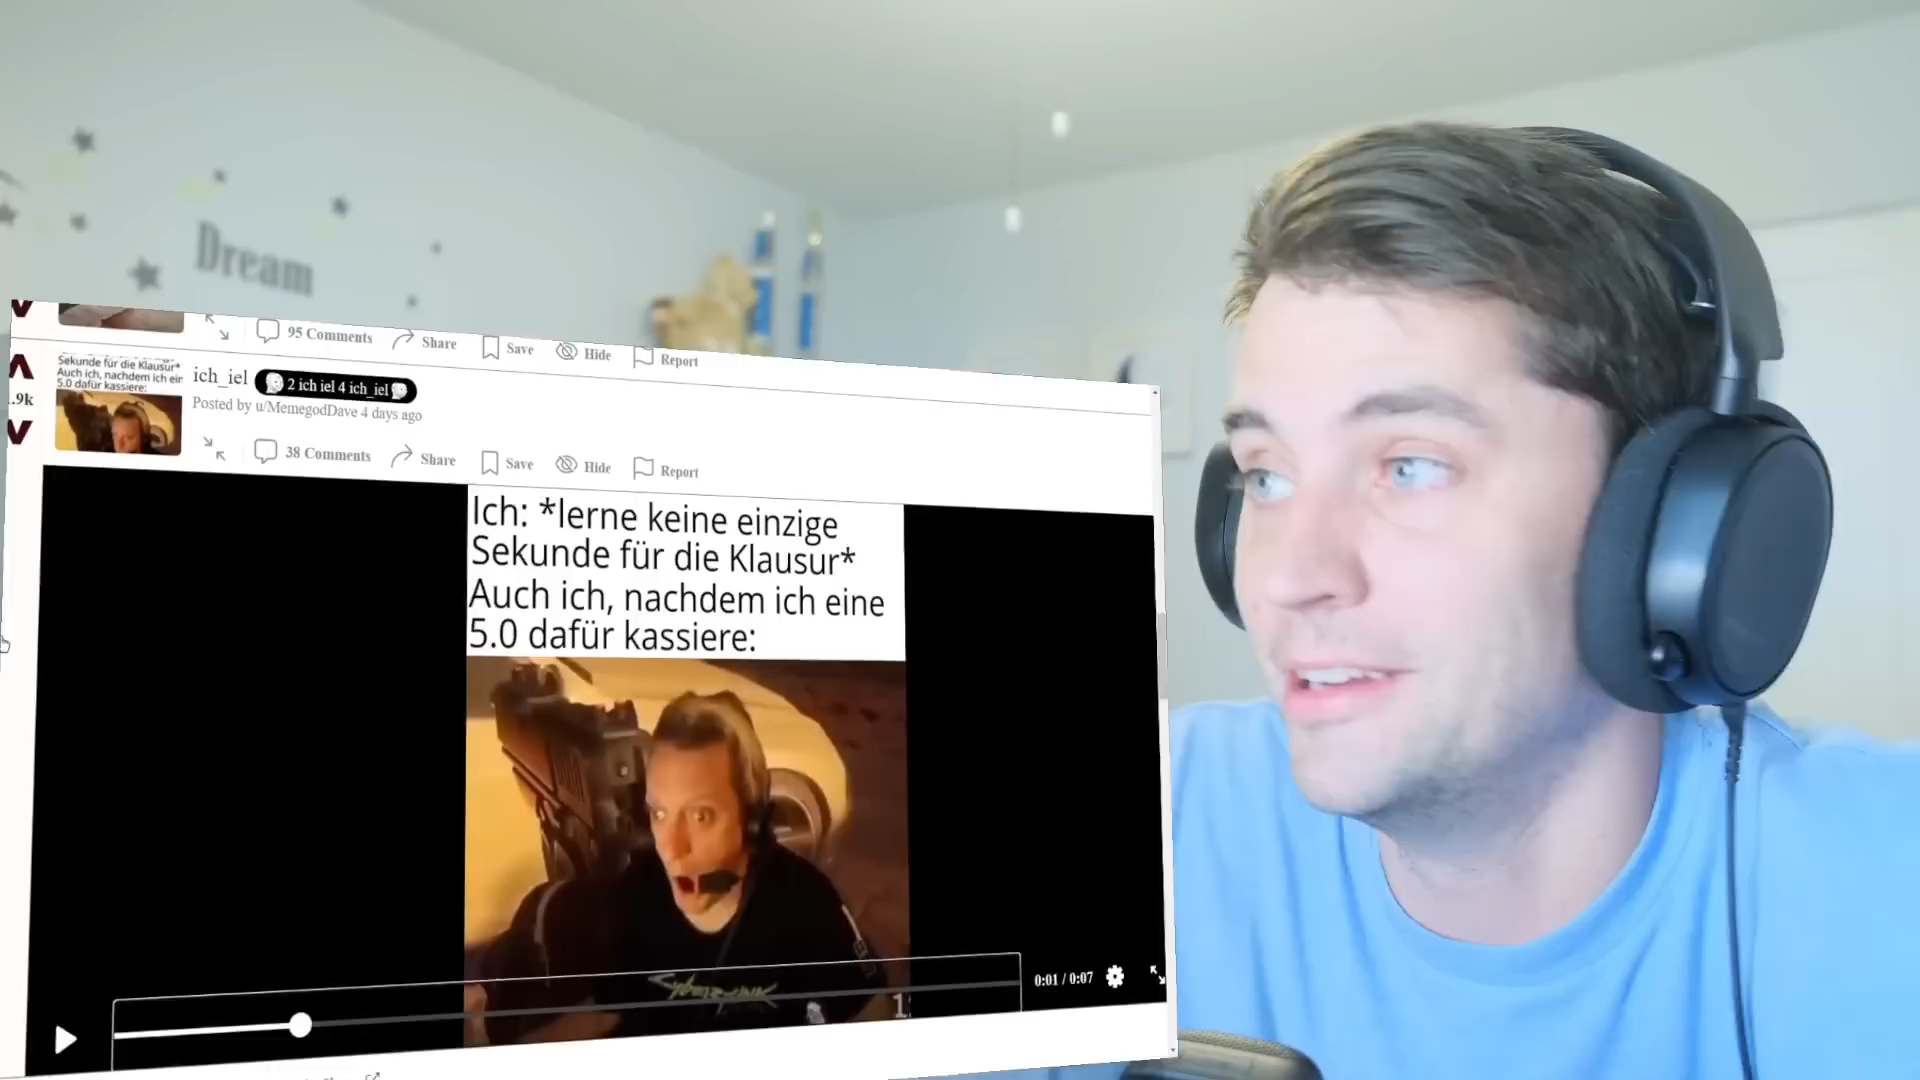 Dream
95 Comments
Share
Save
Hide
Report
Sekunde für die Klausur*
Auch ich, nachdem ich ein
5.0 dafür kassiere:
.9k
ich_iel
2 ich iel 4 ich_iel
Posted by u/MemegodDave 4 days ago
38 Comments
Share
Save
Hide
Report
Ich: *lerne keine einzige
Sekunde für die Klausur*
Auch ich, nachdem ich eine
5.0 dafür kassiere:
Cyberpunk
0:01 / 0:07